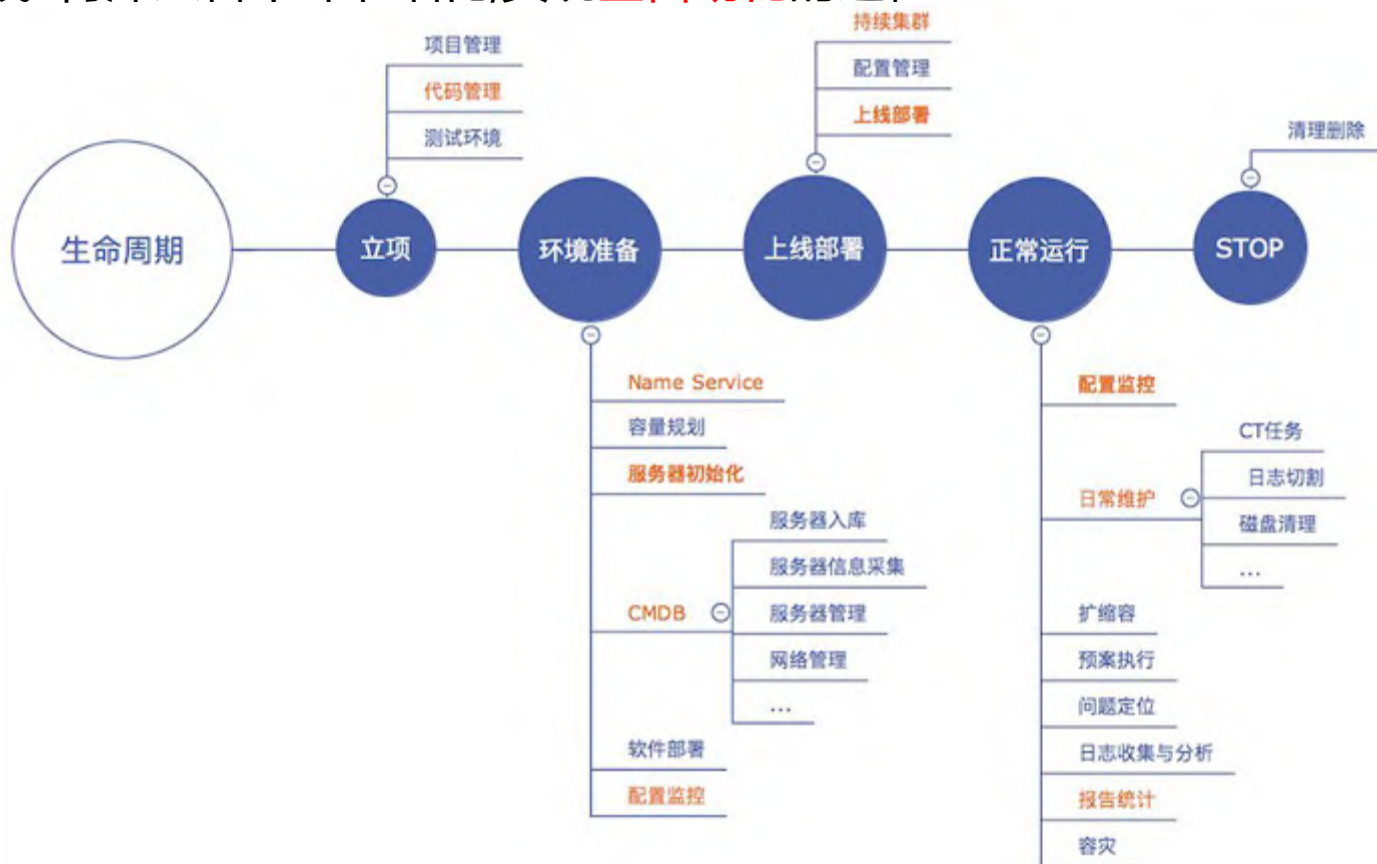 项目管理
代码管理
测试环境
持续集群
配置管理
上线部署
清理删除
生命周期
立项
环境准备
上线部署
正常运行
STOP
Name Service
容量规划
服务器初始化
CMDB
服务器入库
服务器信息采集
服务器管理
网络管理
...
软件部署
配置监控
配置监控
日常维护
CT任务
日志切割
磁盘清理
...
扩缩容
预案执行
问题定位
日志收集与分析
报告统计
容灾